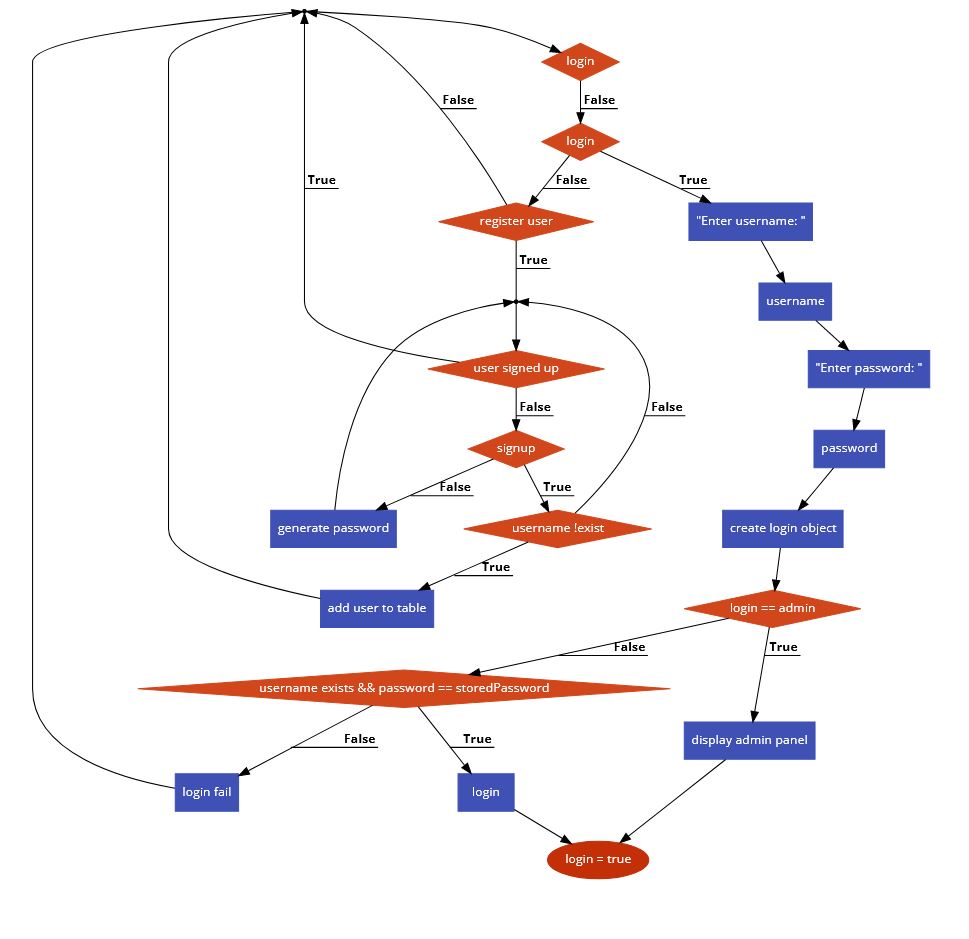 login
False
False
login
True
False
True
register user
"Enter username: "
True
username
user signed up
"Enter password: "
False
False
signup
password
False
True
generate password
username !exist
create login object
True
add user to table
login == admin
False
True
username exists && password == storedPassword
False
True
display admin panel
login fail
login
login = true